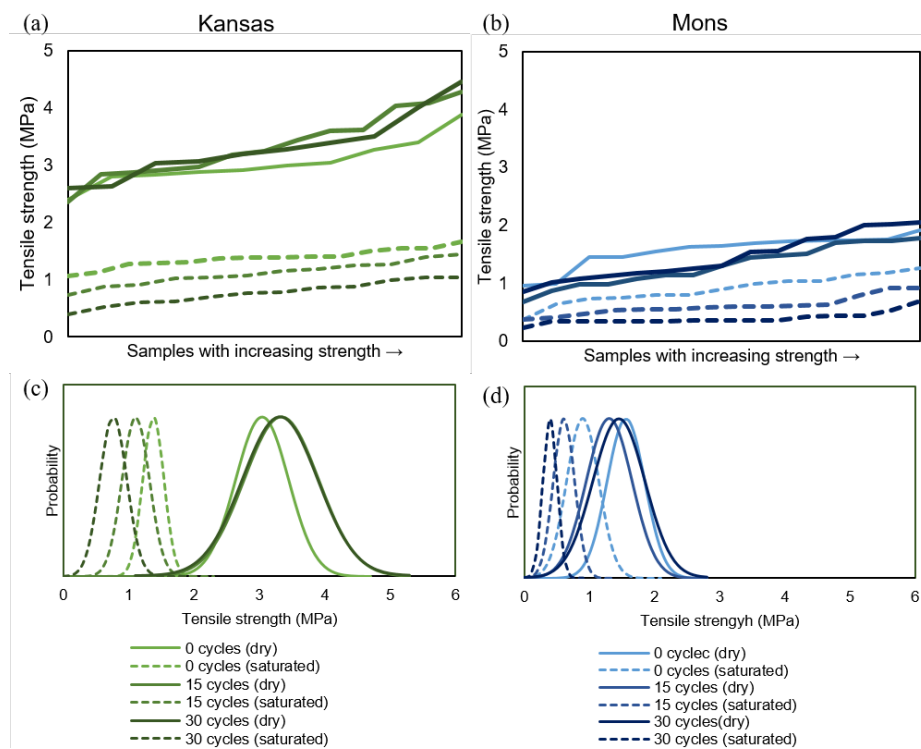 (a) Kansas
(b) Mons
Tensile strength (MPa)
5
4
3
2
1
0
Samples with increasing strength →
Tensile strength (MPa)
5
4
3
2
1
0
Samples with increasing strength →
(c)
Probability
0 1 2 3 4 5 6
Tensile strength (MPa)
(d)
Probability
0 1 2 3 4 5 6
Tensile strengyh (MPa)
0 cycles (dry)
0 cycles (saturated)
15 cycles (dry)
15 cycles (saturated)
30 cycles (dry)
30 cycles (saturated)
0 cyclec (dry)
0 cycles (saturated)
15 cycles (dry)
15 cycles (saturated)
30 cycles(dry)
30 cycles (saturated)